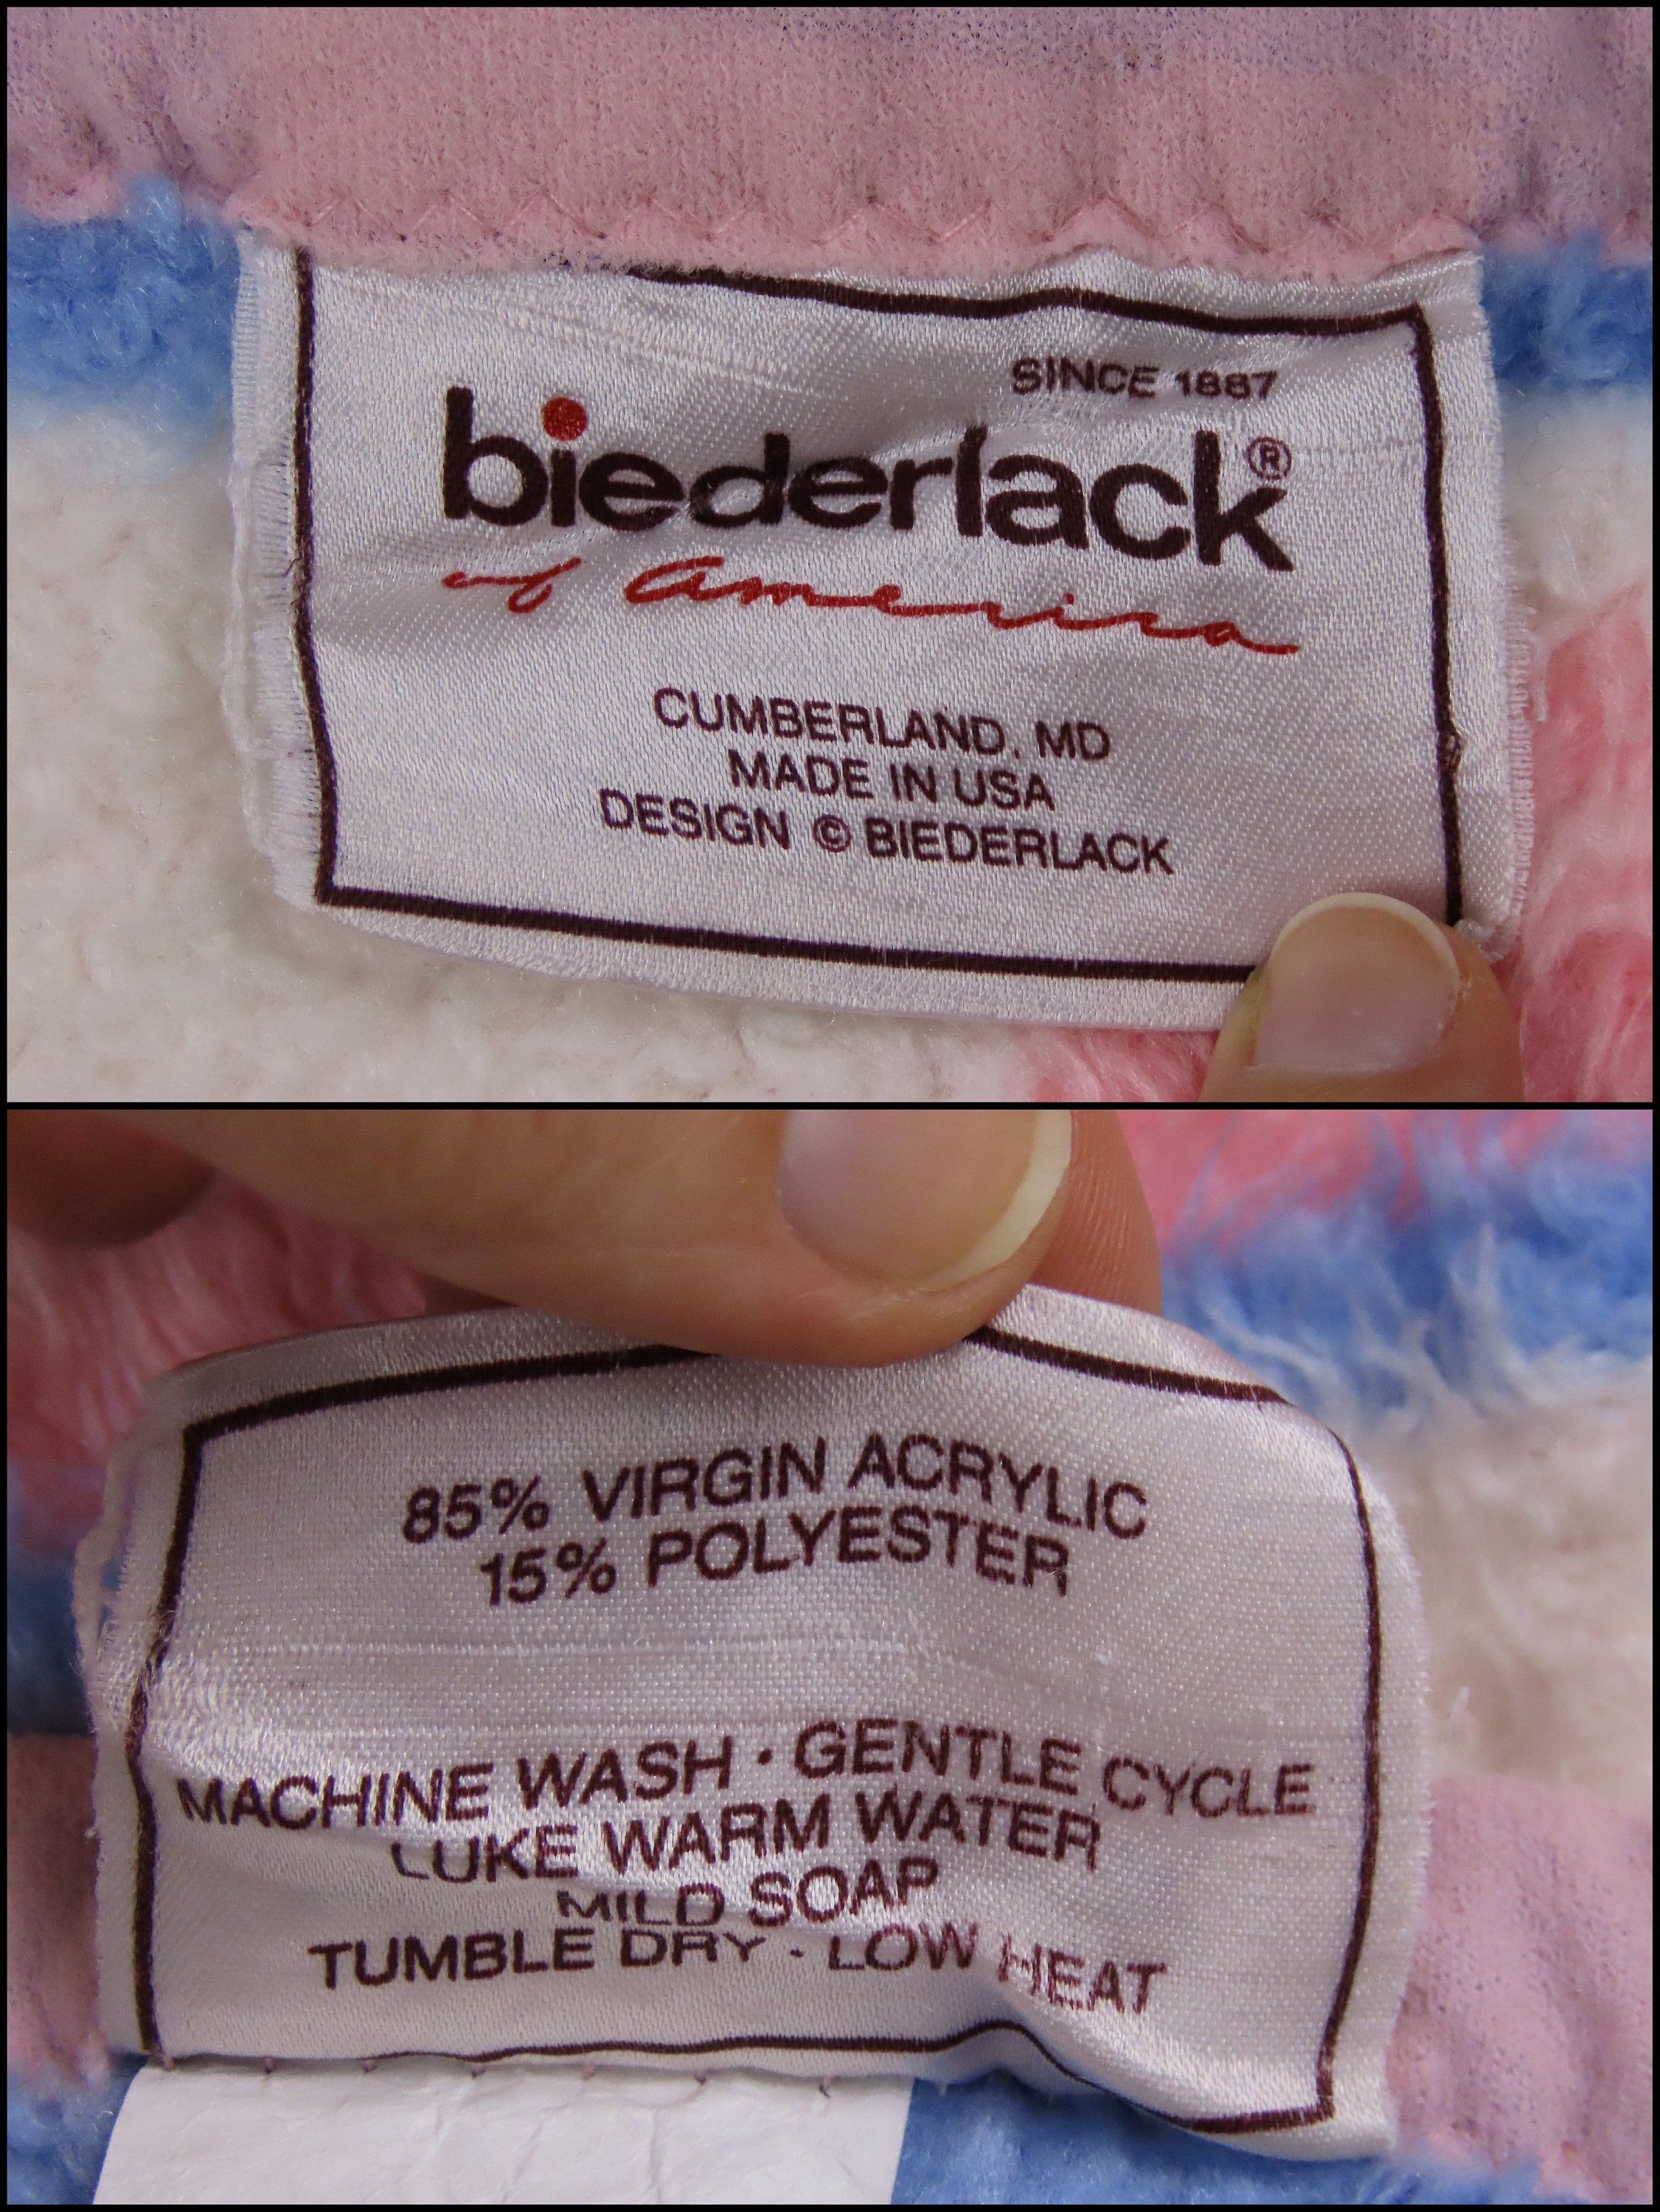 SINCE 1887
biederlack®
of America
CUMBERLAND, MD
MADE IN USA
DESIGN © BIEDERLACK
85% VIRGIN ACRYLIC
15% POLYESTER
MACHINE WASH · GENTLE CYCLE
LUKE WARM WATER
MILD SOAP
TUMBLE DRY · LOW HEAT